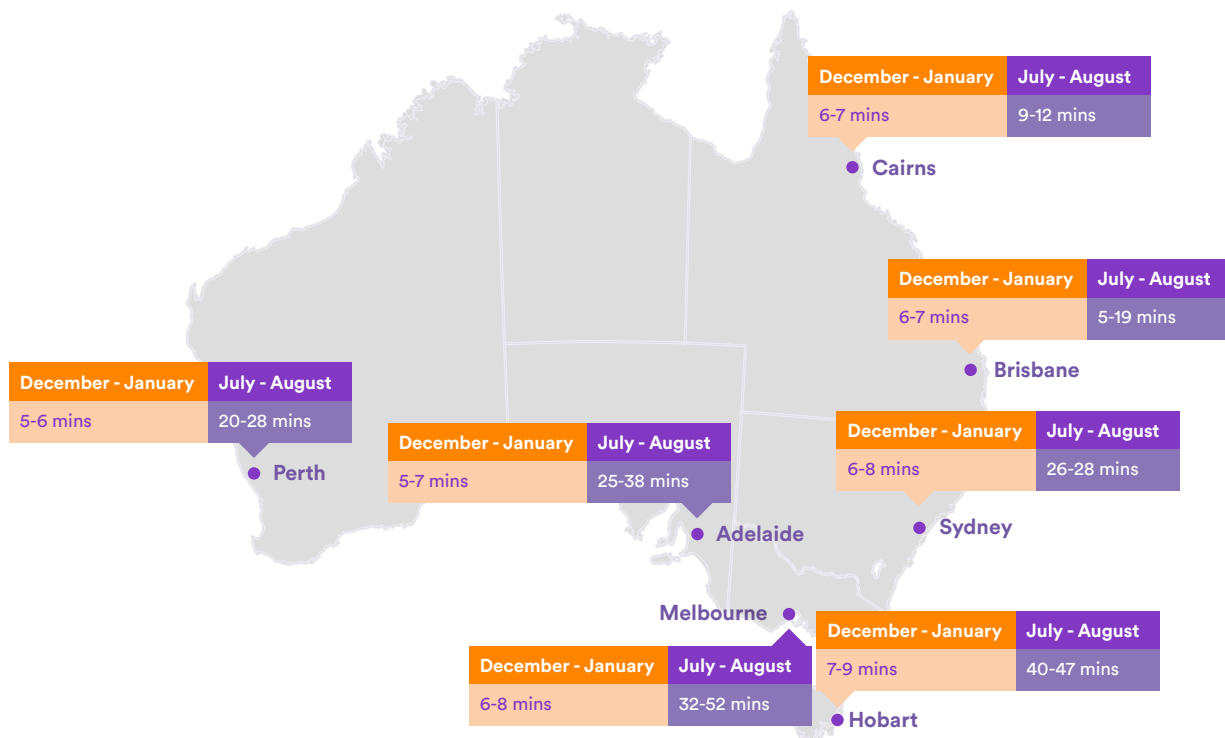 December - January July - August
6-7 mins 9-12 mins
Cairns
December - January July - August
6-7 mins 5-19 mins
Brisbane
December - January July - August
5-6 mins 20-28 mins
Perth
December - January July - August
5-7 mins 25-38 mins
Adelaide
December - January July - August
6-8 mins 26-28 mins
Sydney
Melbourne
December - January July - August
6-8 mins 32-52 mins
December - January July - August
7-9 mins 40-47 mins
Hobart